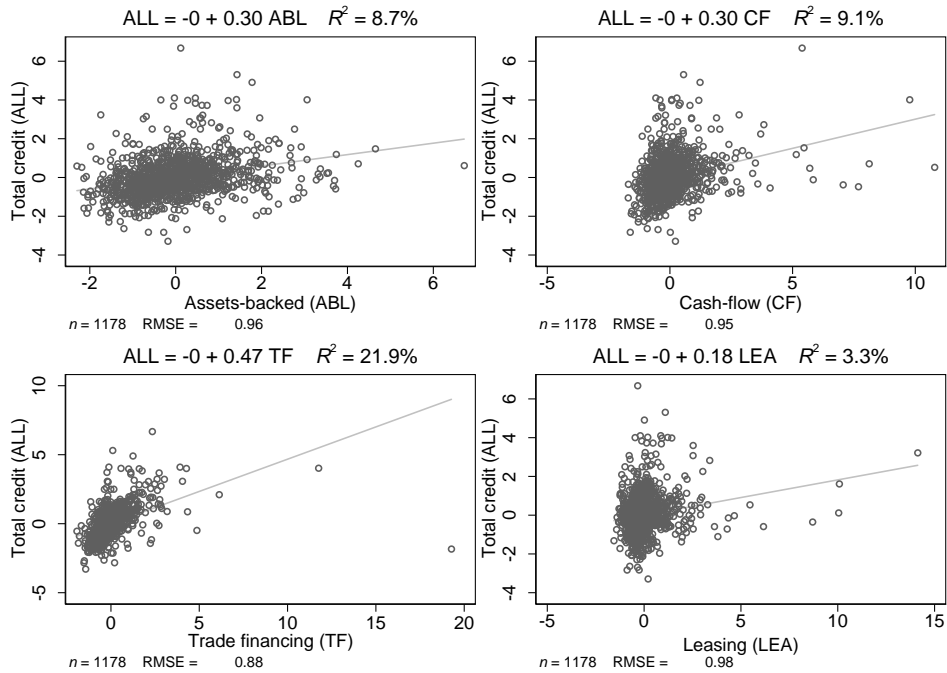 ALL = -0 + 0.30 ABL R² = 8.7%
Total credit (ALL)
6
4
2
0
-2
-4
-2 0 2 4 6
Assets-backed (ABL)
n = 1178 RMSE = 0.96
ALL = -0 + 0.30 CF R² = 9.1%
Total credit (ALL)
6
4
2
0
-2
-4
-5 0 5 10
Cash-flow (CF)
n = 1178 RMSE = 0.95
ALL = -0 + 0.47 TF R² = 21.9%
Total credit (ALL)
10
5
0
-5
0 5 10 15 20
Trade financing (TF)
n = 1178 RMSE = 0.88
ALL = -0 + 0.18 LEA R² = 3.3%
Total credit (ALL)
6
4
2
0
-2
-4
-5 0 5 10 15
Leasing (LEA)
n = 1178 RMSE = 0.98